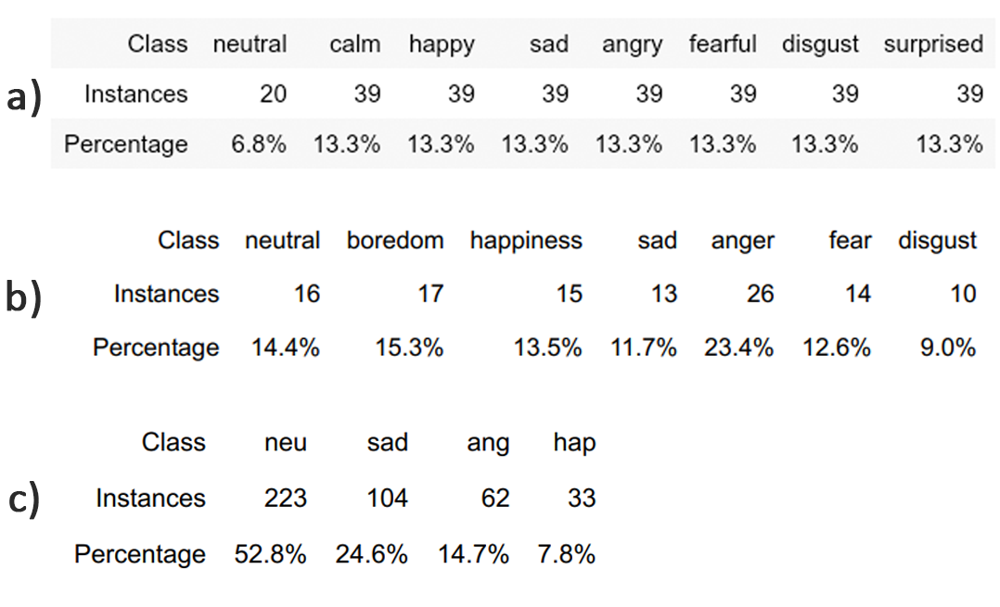 a)
Class neutral calm happy sad angry fearful disgust surprised
Instances 20 39 39 39 39 39 39 39
Percentage 6.8% 13.3% 13.3% 13.3% 13.3% 13.3% 13.3% 13.3%
b)
Class neutral boredom happiness sad anger fear disgust
Instances 16 17 15 13 26 14 10
Percentage 14.4% 15.3% 13.5% 11.7% 23.4% 12.6% 9.0%
c)
Class neu sad ang hap
Instances 223 104 62 33
Percentage 52.8% 24.6% 14.7% 7.8%